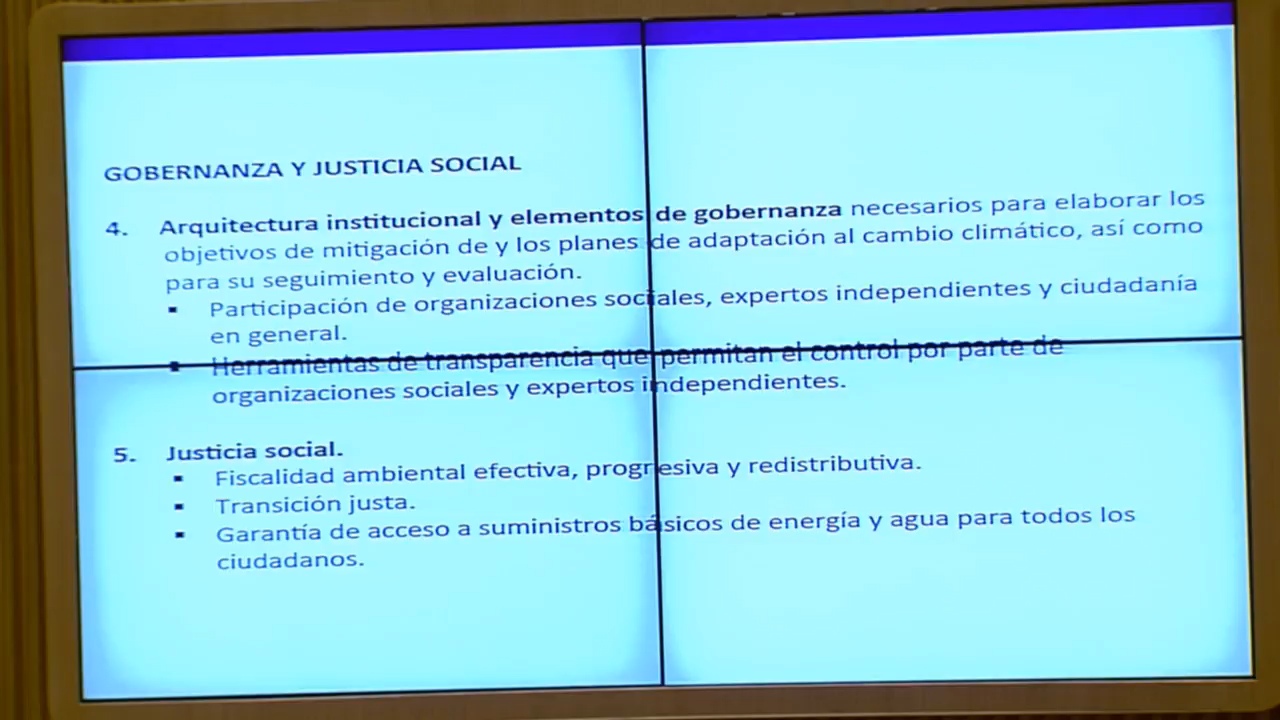 GOBERNANZA Y JUSTICIA SOCIAL
4. Arquitectura institucional y elementos de gobernanza necesarios para elaborar los
objetivos de mitigación de y los planes de adaptación al cambio climático, así como
para su seguimiento y evaluación.
▪ Participación de organizaciones sociales, expertos independientes y ciudadanía
en general.
▪ Herramientas de transparencia que permitan el control por parte de
organizaciones sociales y expertos independientes.
5. Justicia social.
▪ Fiscalidad ambiental efectiva, progresiva y redistributiva.
▪ Transición justa.
▪ Garantía de acceso a suministros básicos de energía y agua para todos los
ciudadanos.